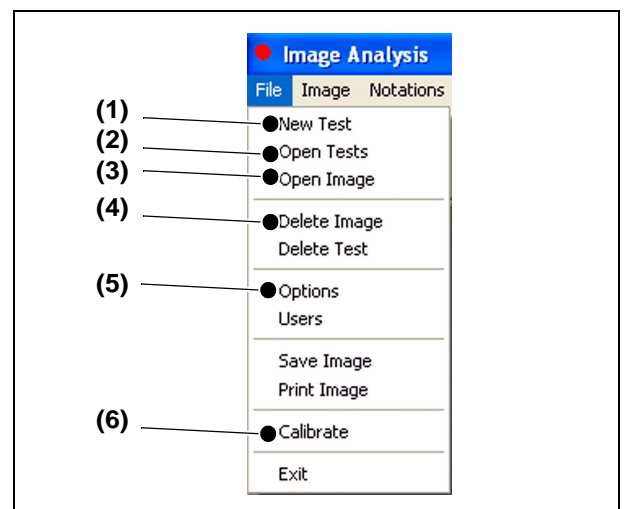 Image Analysis
File Image Notations
(1) New Test
(2) Open Tests
(3) Open Image
(4) Delete Image
Delete Test
(5) Options
Users
Save Image
Print Image
(6) Calibrate
Exit